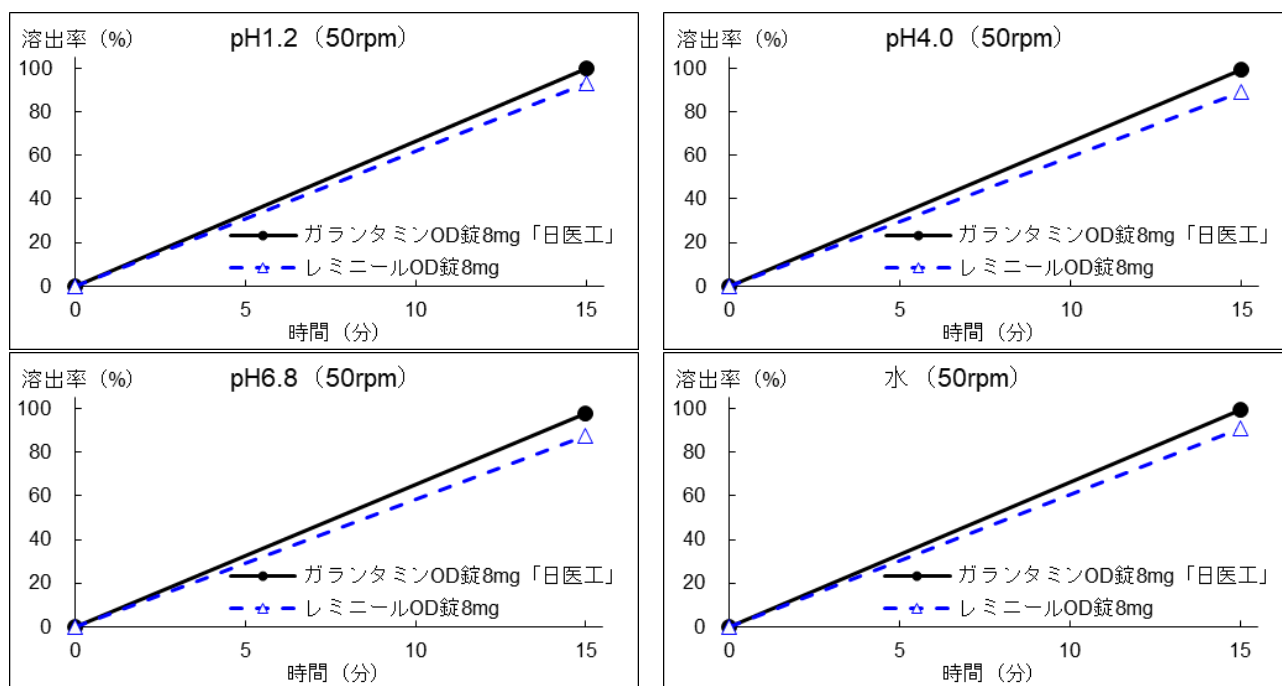 溶出率（%）
pH1.2（50rpm）
100
80
60
40
20
0
ガランタミンOD錠8mg「日医工」
レミニールOD錠8mg
0
5
10
15
時間（分）
溶出率（%）
pH4.0（50rpm）
100
80
60
40
20
0
ガランタミンOD錠8mg「日医工」
レミニールOD錠8mg
0
5
10
15
時間（分）
溶出率（%）
pH6.8（50rpm）
100
80
60
40
20
0
ガランタミンOD錠8mg「日医工」
レミニールOD錠8mg
0
5
10
15
時間（分）
溶出率（%）
水（50rpm）
100
80
60
40
20
0
ガランタミンOD錠8mg「日医工」
レミニールOD錠8mg
0
5
10
15
時間（分）